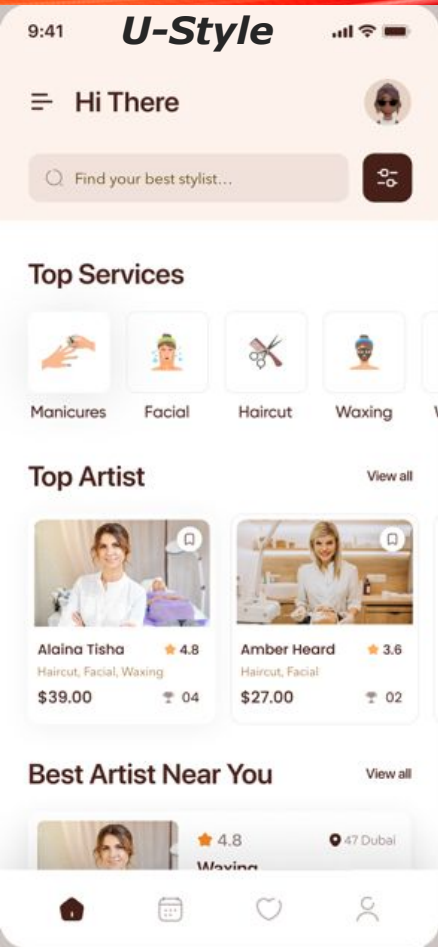 9:41 U-Style
Hi There
Find your best stylist...
Top Services
Manicures Facial Haircut Waxing
Top Artist View all
Alaina Tisha 4.8 Amber Heard 3.6
Haircut, Facial, Waxing Haircut, Facial
$39.00 04 $27.00 02
Best Artist Near You View all
4.8 47 Dubai
Waxing